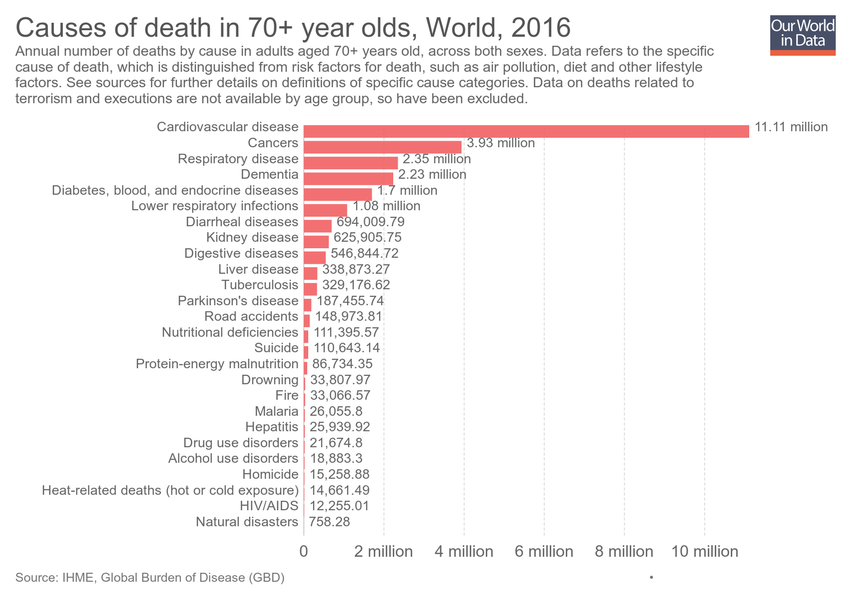 Causes of death in 70+ year olds, World, 2016
Our World
in Data
Annual number of deaths by cause in adults aged 70+ years old, across both sexes. Data refers to the specific
cause of death, which is distinguished from risk factors for death, such as air pollution, diet and other lifestyle
factors. See sources for further details on definitions of specific cause categories. Data on deaths related to
terrorism and executions are not available by age group, so have been excluded.
Cardiovascular disease 11.11 million
Cancers 3.93 million
Respiratory disease 2.35 million
Dementia 2.23 million
Diabetes, blood, and endocrine diseases 1.7 million
Lower respiratory infections 1.08 million
Diarrheal diseases 694,009.79
Kidney disease 625,905.75
Digestive diseases 546,844.72
Liver disease 338,873.27
Tuberculosis 329,176.62
Parkinson's disease 187,455.74
Road accidents 148,973.81
Nutritional deficiencies 111,395.57
Suicide 110,643.14
Protein-energy malnutrition 86,734.35
Drowning 33,807.97
Fire 33,066.57
Malaria 26,055.8
Hepatitis 25,939.92
Drug use disorders 21,674.8
Alcohol use disorders 18,883.3
Homicide 15,258.88
Heat-related deaths (hot or cold exposure) 14,661.49
HIV/AIDS 12,255.01
Natural disasters 758.28
0 2 million 4 million 6 million 8 million 10 million
Source: IHME, Global Burden of Disease (GBD) •